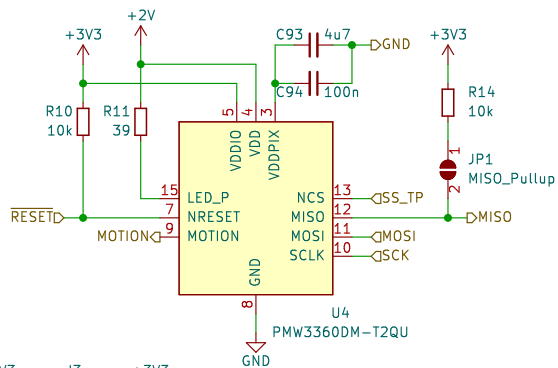 +2V
+3V3
C93 4u7
GND
+3V3
C94 100n
R10
10k
R11
39
R14
10k
5
4
3
VDDIO
VDD
VDDPIX
JP1
MISO_Pullup
1
2
15 LED_P
NCS 13 SS_TP
RESET 7 NRESET
MISO 12 MISO
MOTION 9 MOTION
MOSI 11 MOSI
SCLK 10 SCK
GND
8
U4
PMW3360DM-T2QU
GND
+3V3